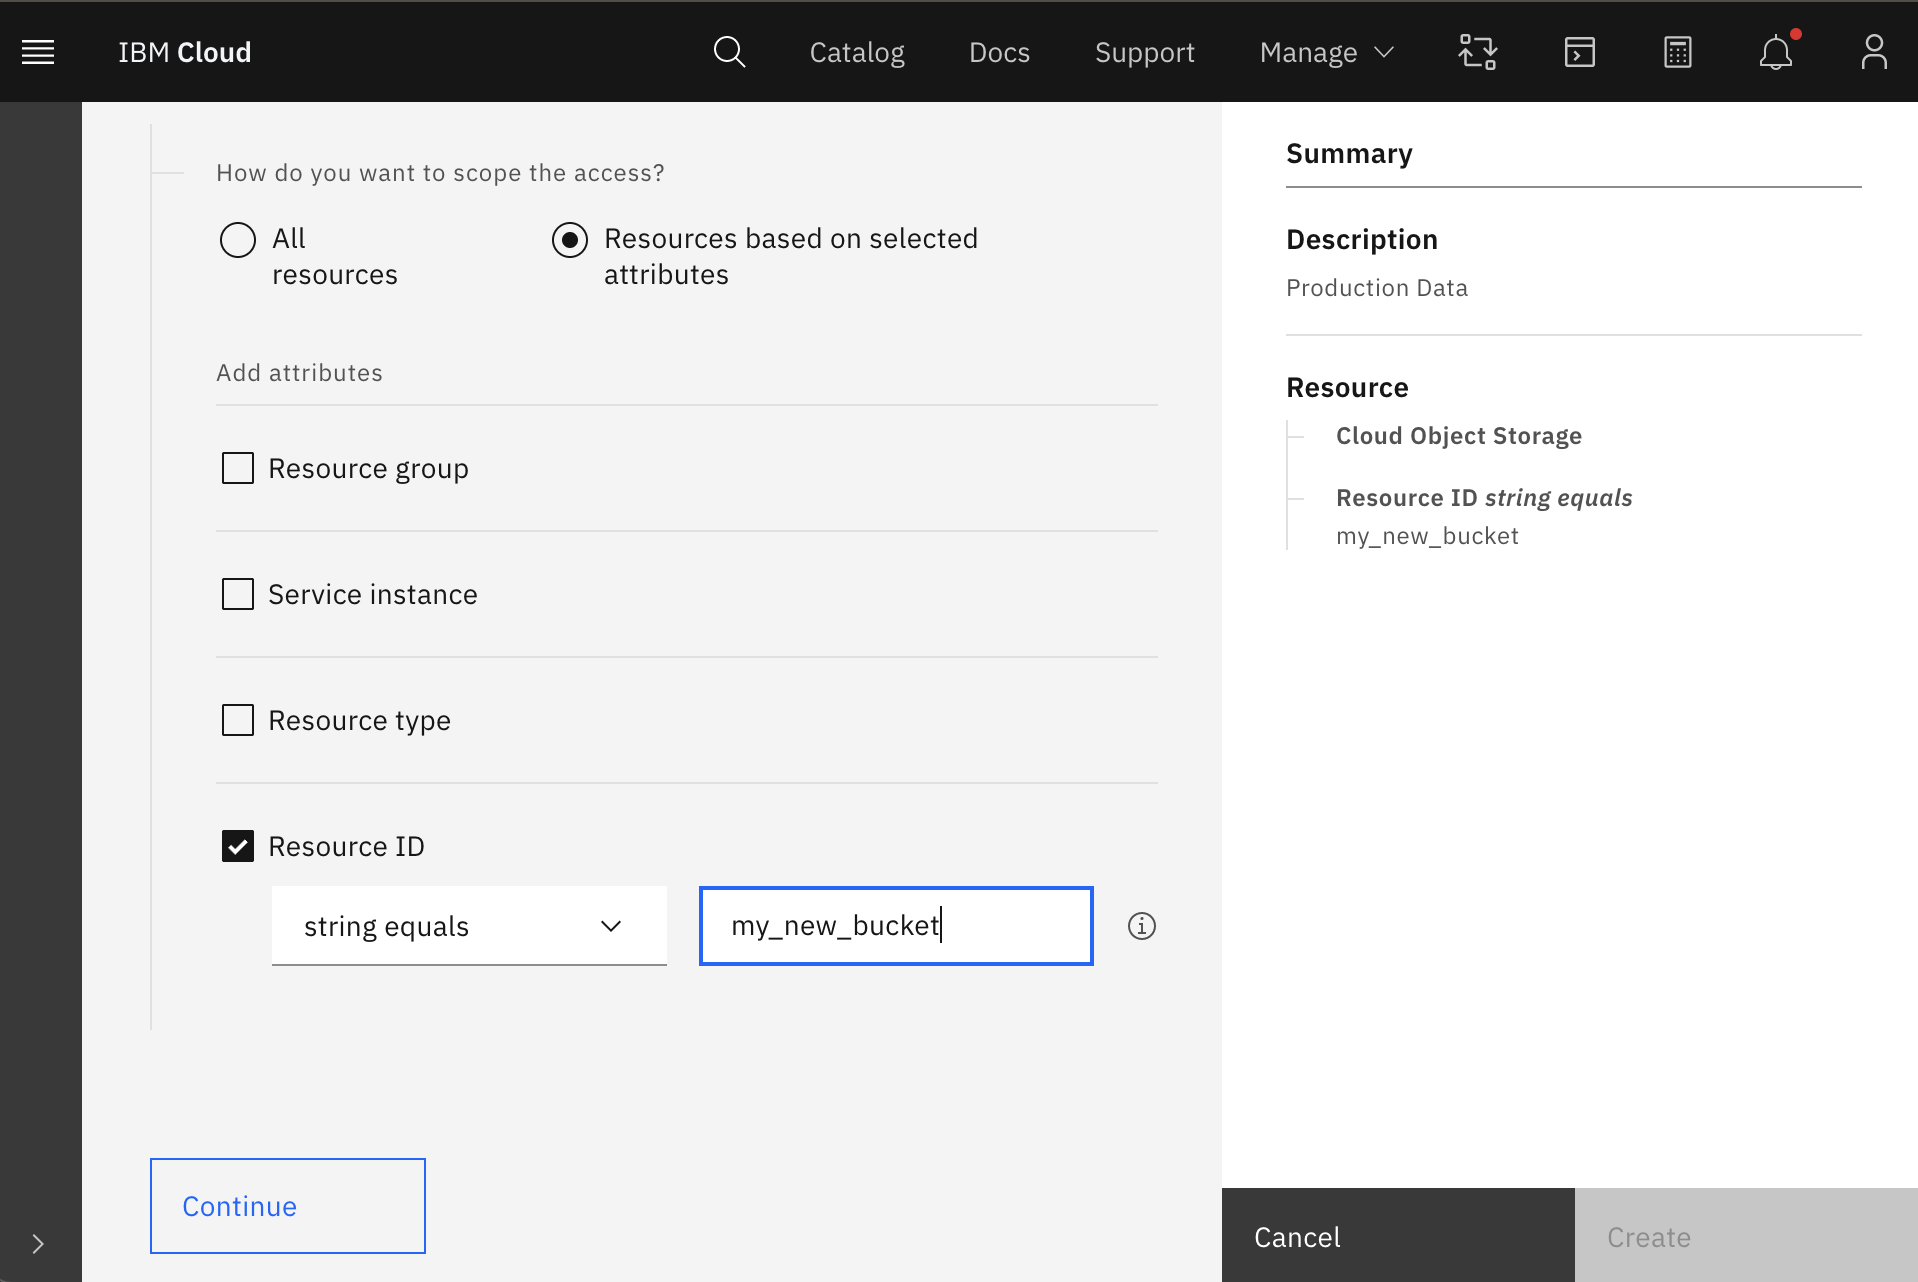 IBM Cloud
Catalog
Docs
Support
Manage
How do you want to scope the access?
All
resources
Resources based on selected
attributes
Add attributes
Resource group
Service instance
Resource type
Resource ID
string equals
my_new_bucket
Continue
Summary
Description
Production Data
Resource
Cloud Object Storage
Resource ID string equals
my_new_bucket
Cancel
Create